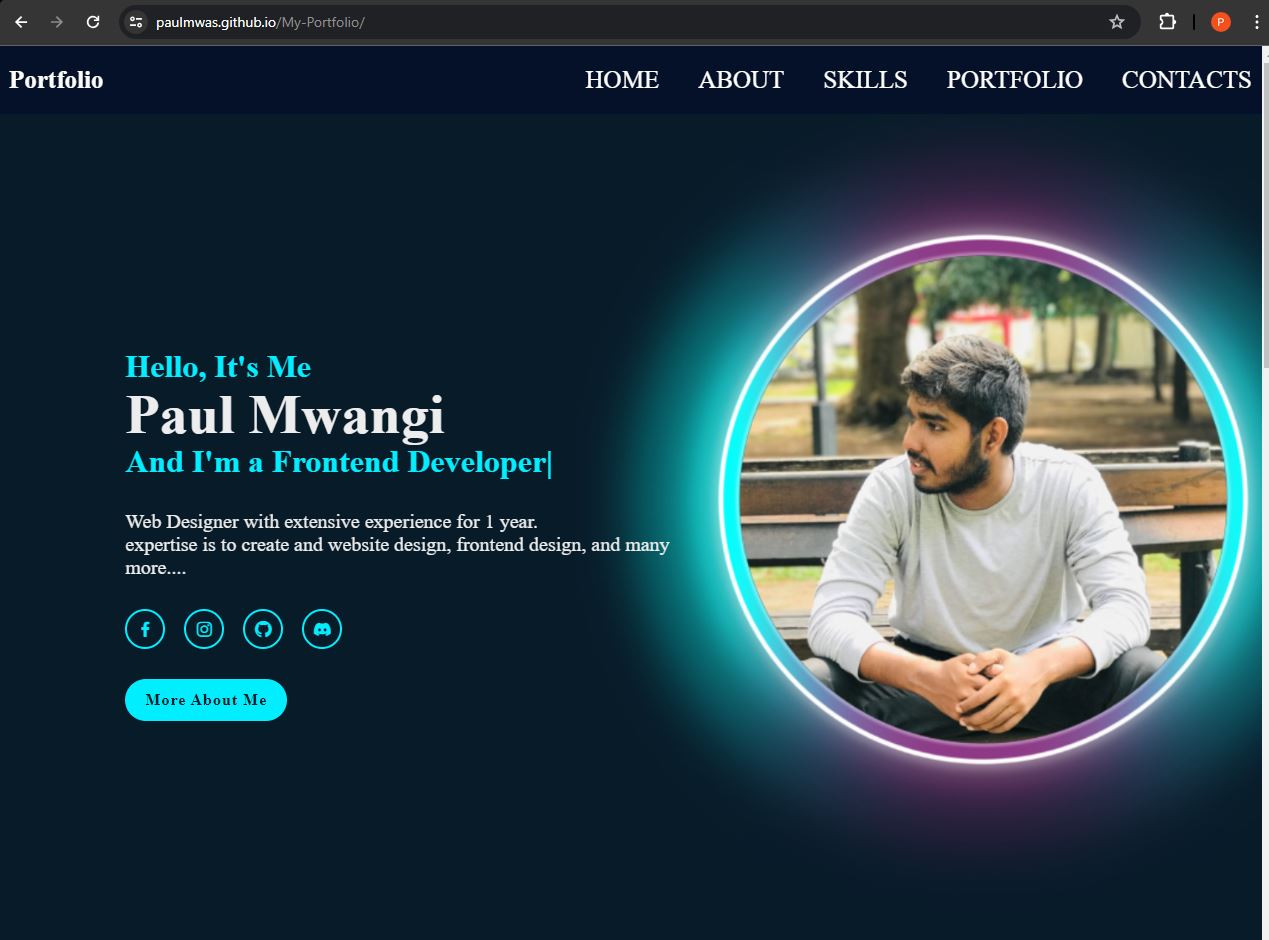 paulmwas.github.io/My-Portfolio/
P
Portfolio
HOME ABOUT SKILLS PORTFOLIO CONTACTS
Hello, It's Me
Paul Mwangi
And I'm a Frontend Developer|
Web Designer with extensive experience for 1 year.
expertise is to create and website design, frontend design, and many
more....
More About Me